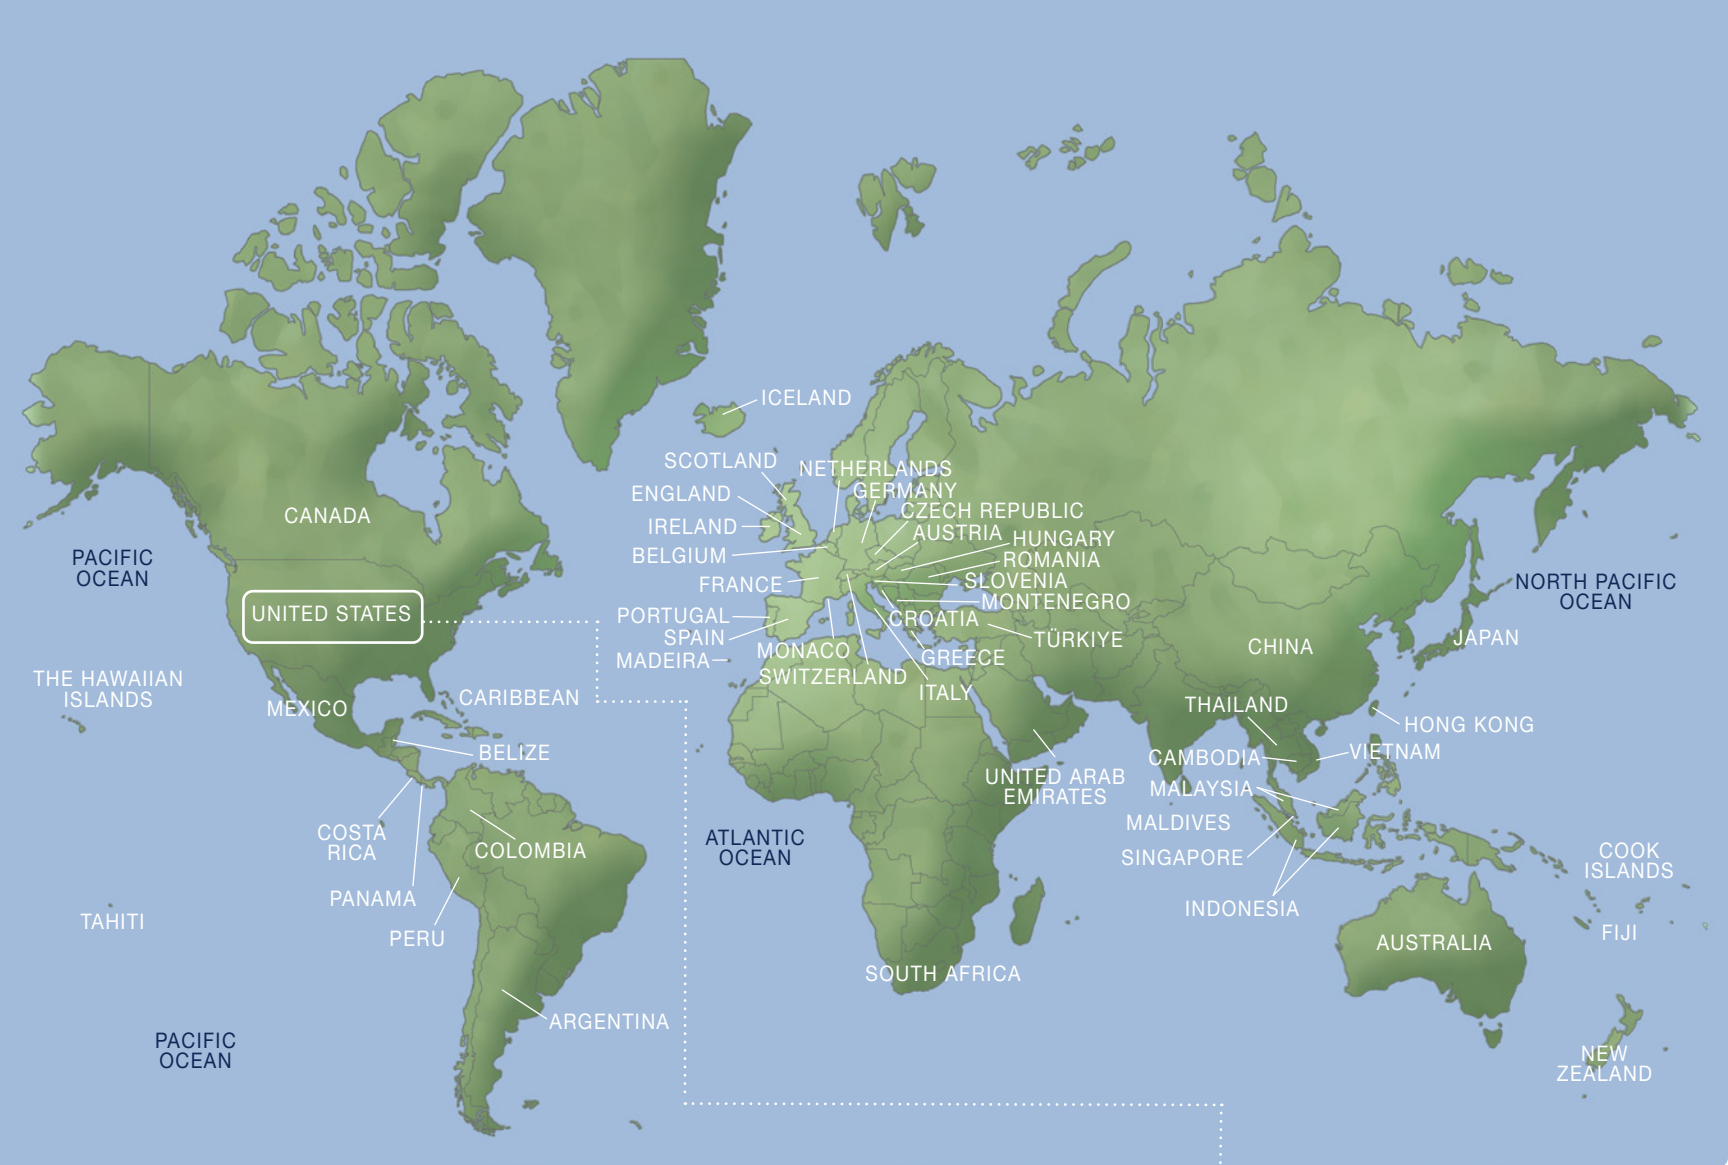 ICELAND
SCOTLAND
NETHERLANDS
ENGLAND
GERMANY
CZECH REPUBLIC
CANADA
IRELAND
AUSTRIA
HUNGARY
BELGIUM
ROMANIA
PACIFIC
OCEAN
FRANCE
SLOVENIA
NORTH PACIFIC
OCEAN
MONTENEGRO
UNITED STATES
PORTUGAL
CROATIA
SPAIN
TÜRKIYE
JAPAN
MONACO
CHINA
MADEIRA
GREECE
SWITZERLAND
THE HAWAIIAN
ISLANDS
ITALY
CARIBBEAN
MEXICO
THAILAND
HONG KONG
BELIZE
VIETNAM
CAMBODIA
UNITED ARAB
EMIRATES
MALAYSIA
MALDIVES
COSTA
RICA
ATLANTIC
OCEAN
COLOMBIA
SINGAPORE
COOK
ISLANDS
PANAMA
INDONESIA
TAHITI
FIJI
PERU
AUSTRALIA
SOUTH AFRICA
ARGENTINA
PACIFIC
OCEAN
NEW
ZEALAND